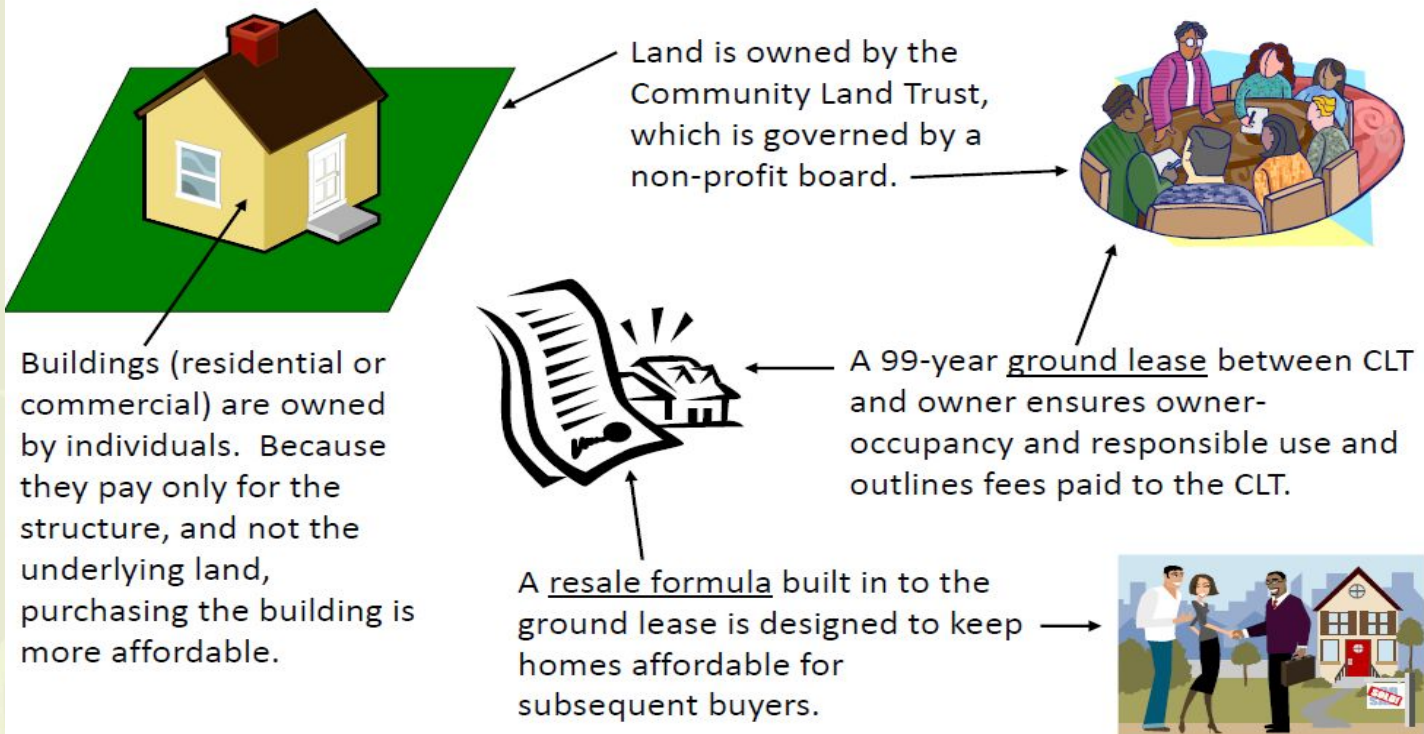 Land is owned by the
Community Land Trust,
which is governed by a
non-profit board.
Buildings (residential or
commercial) are owned
by individuals.  Because
they pay only for the
structure, and not the
underlying land,
purchasing the building is
more affordable.
A 99-year ground lease between CLT
and owner ensures owner-
occupancy and responsible use and
outlines fees paid to the CLT.
A resale formula built in to the
ground lease is designed to keep
homes affordable for
subsequent buyers.
SOLD!